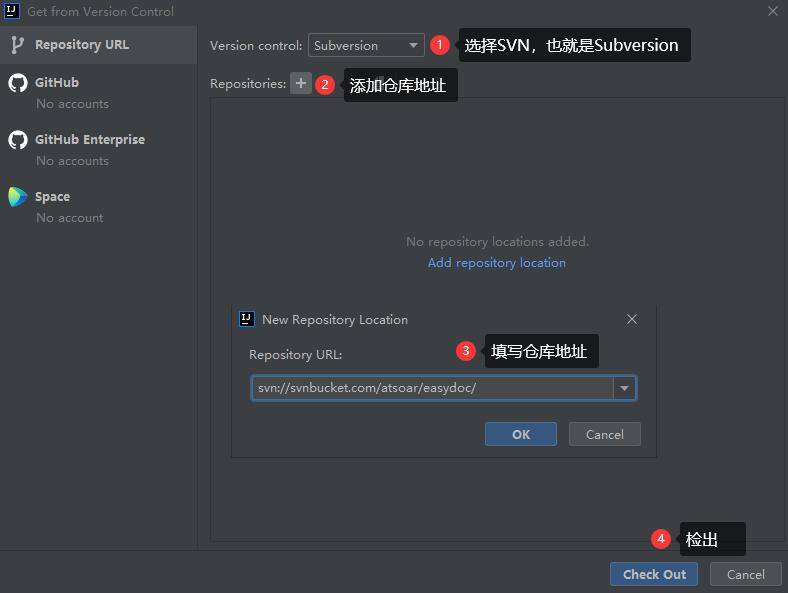 Get from Version Control
Repository URL
Version control: Subversion
1 选择SVN，也就是Subversion
GitHub
No accounts
Repositories: +
2 添加仓库地址
GitHub Enterprise
No accounts
Space
No account
No repository locations added.
Add repository location
New Repository Location
Repository URL:
3 填写仓库地址
svn://svnbucket.com/atsoar/easydoc/
OK Cancel
4 检出
Check Out Cancel